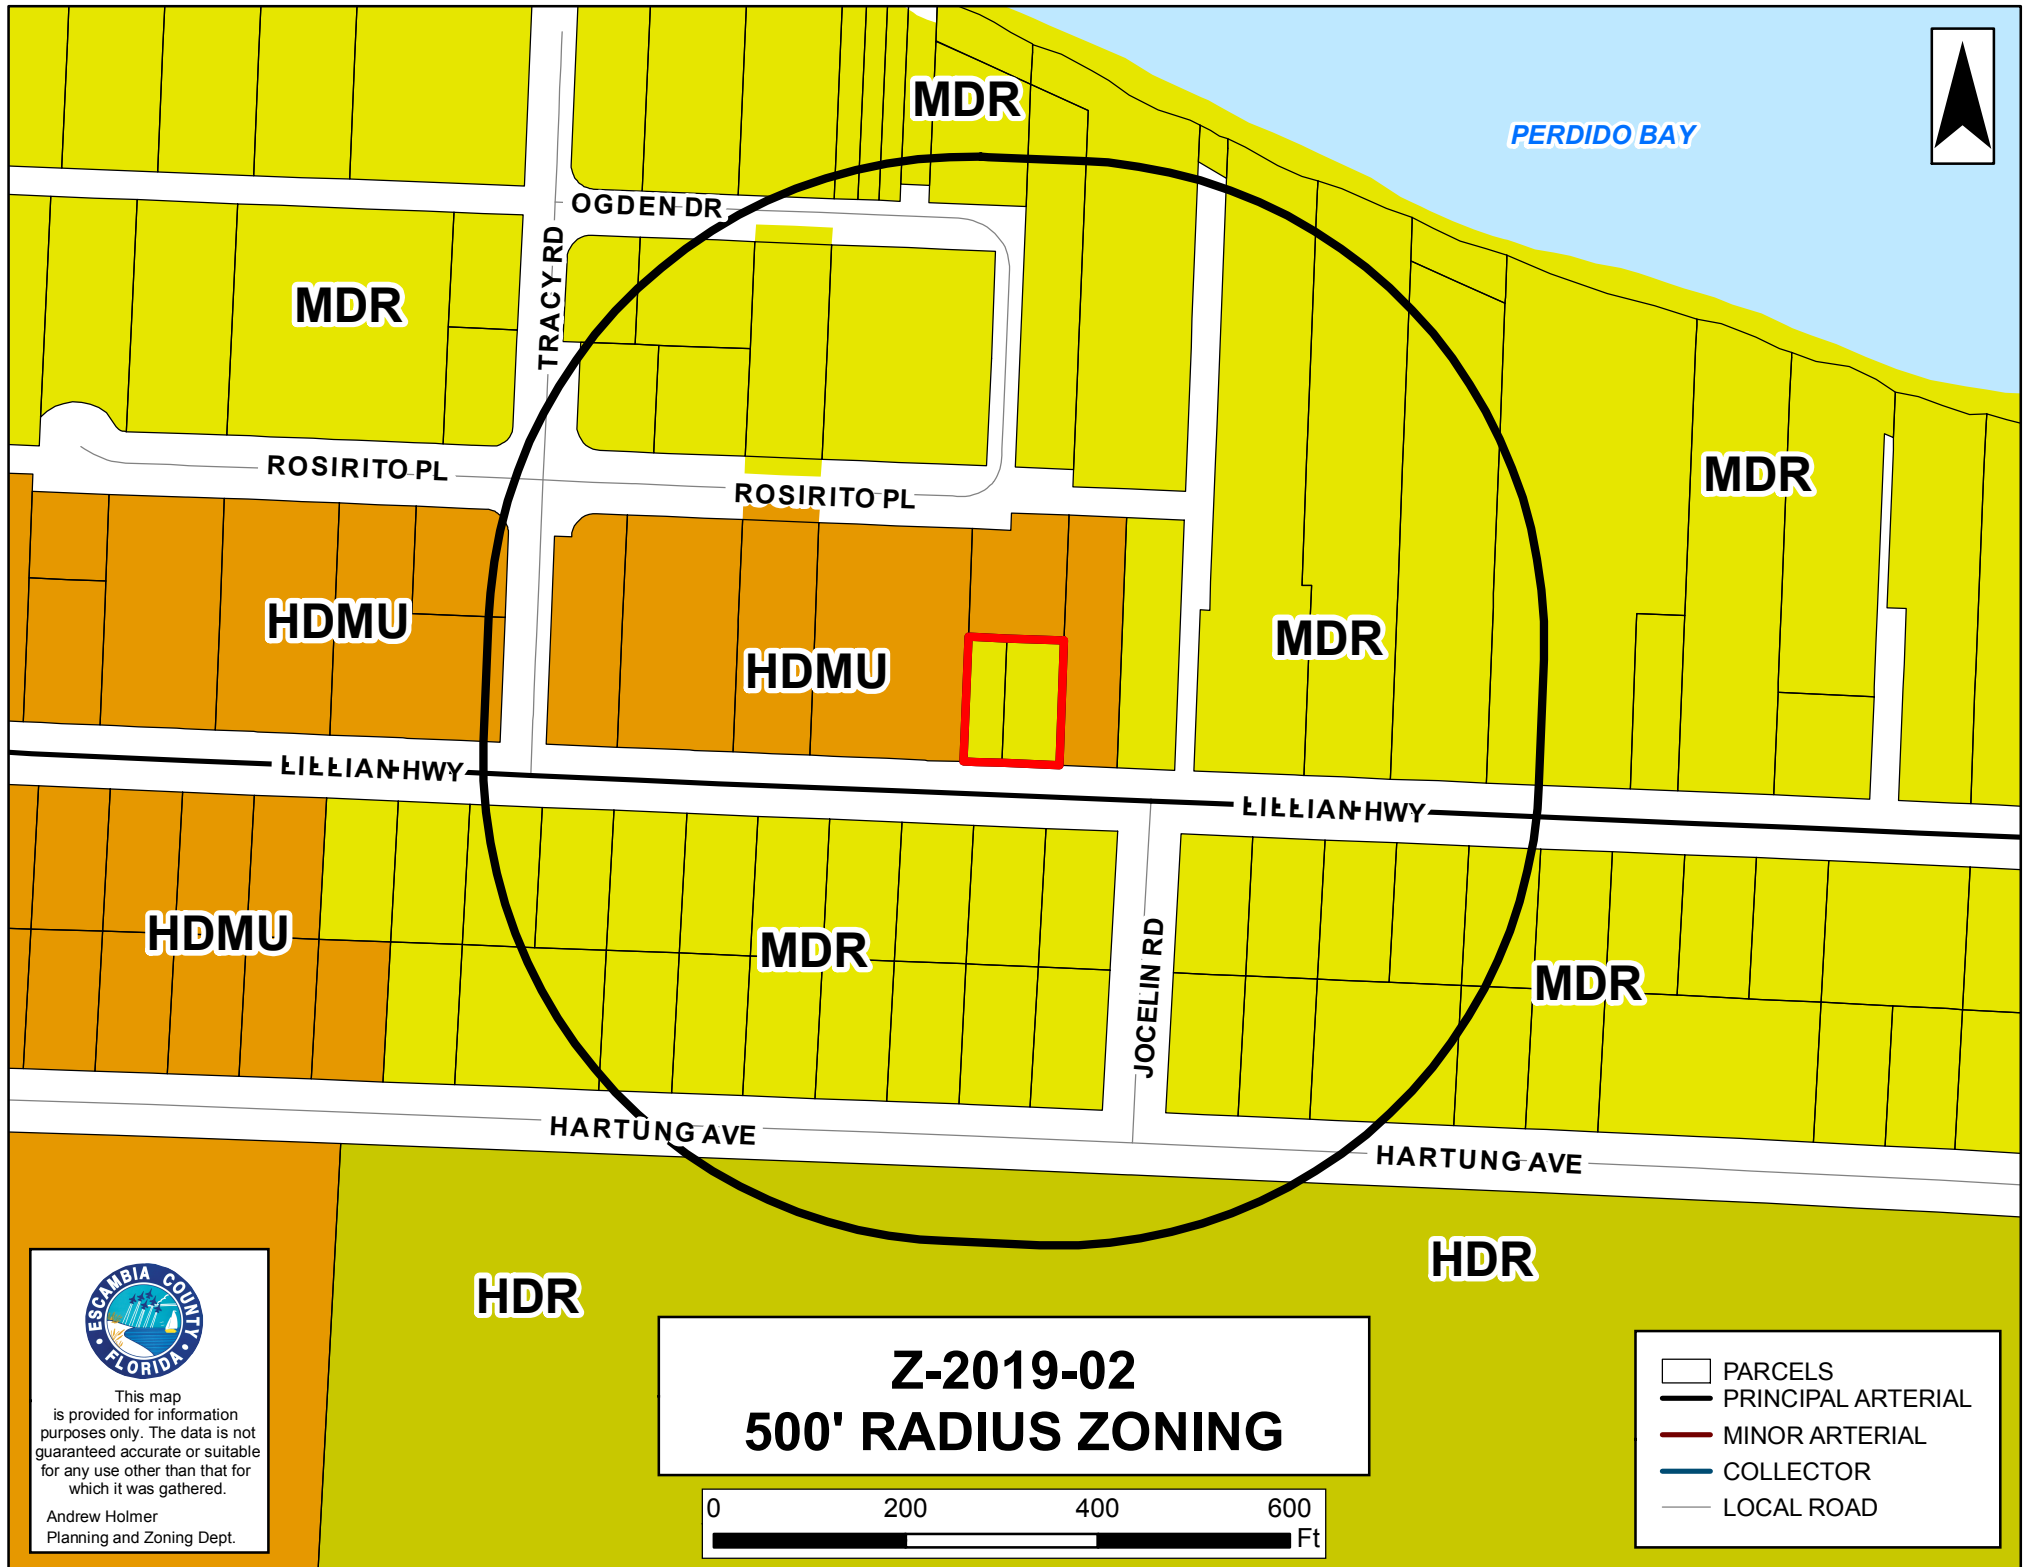 MDR
PERDIDO BAY
OGDEN DR
TRACY RD
MDR
ROSIRITO PL
ROSIRITO PL
MDR
HDMU
HDMU
MDR
LILLIAN HWY
LILLIAN HWY
HDMU
MDR
JOCELIN RD
MDR
HARTUNG AVE
HARTUNG AVE
HDR
HDR
ESCAMBIA COUNTY
FLORIDA
This map
is provided for information
purposes only. The data is not
guaranteed accurate or suitable
for any use other than that for
which it was gathered.
Andrew Holmer
Planning and Zoning Dept.
Z-2019-02
500' RADIUS ZONING
0 200 400 600
Ft
PARCELS
PRINCIPAL ARTERIAL
MINOR ARTERIAL
COLLECTOR
LOCAL ROAD